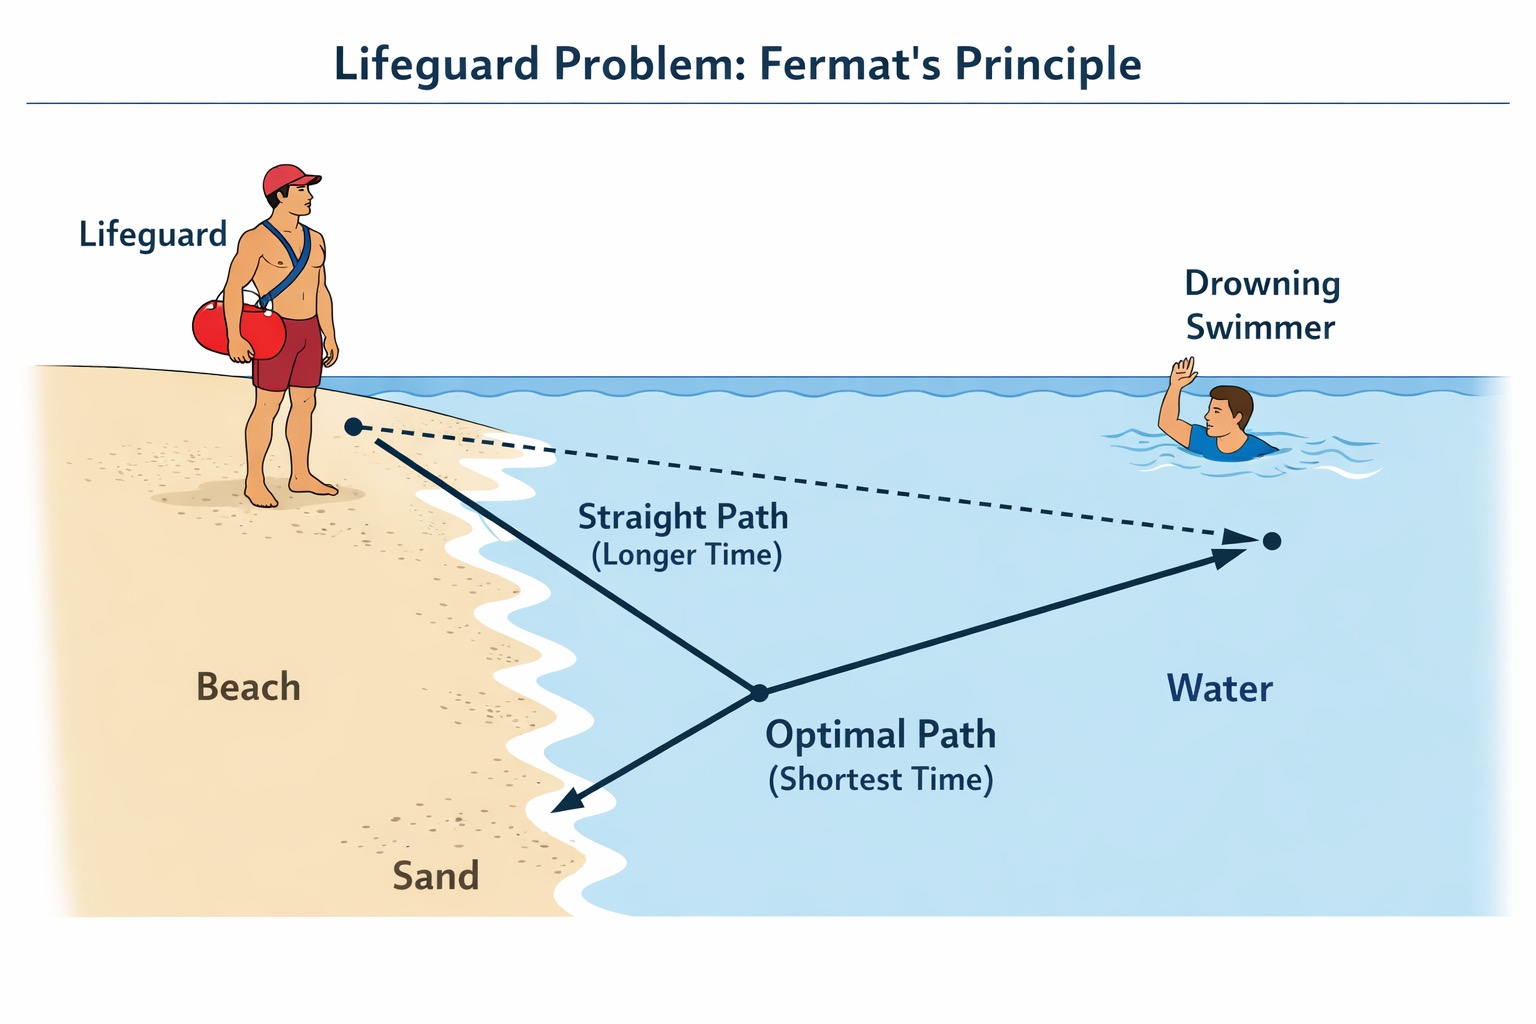 Lifeguard Problem: Fermat's Principle
Lifeguard
Drowning
Swimmer
Straight Path
(Longer Time)
Beach
Water
Optimal Path
(Shortest Time)
Sand